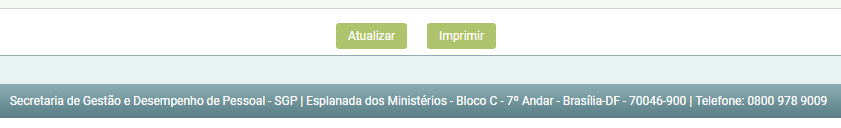 Atualizar Imprimir
Secretaria de Gestão e Desempenho de Pessoal - SGP | Esplanada dos Ministérios - Bloco C - 7º Andar - Brasília-DF - 70046-900 | Telefone: 0800 978 9009